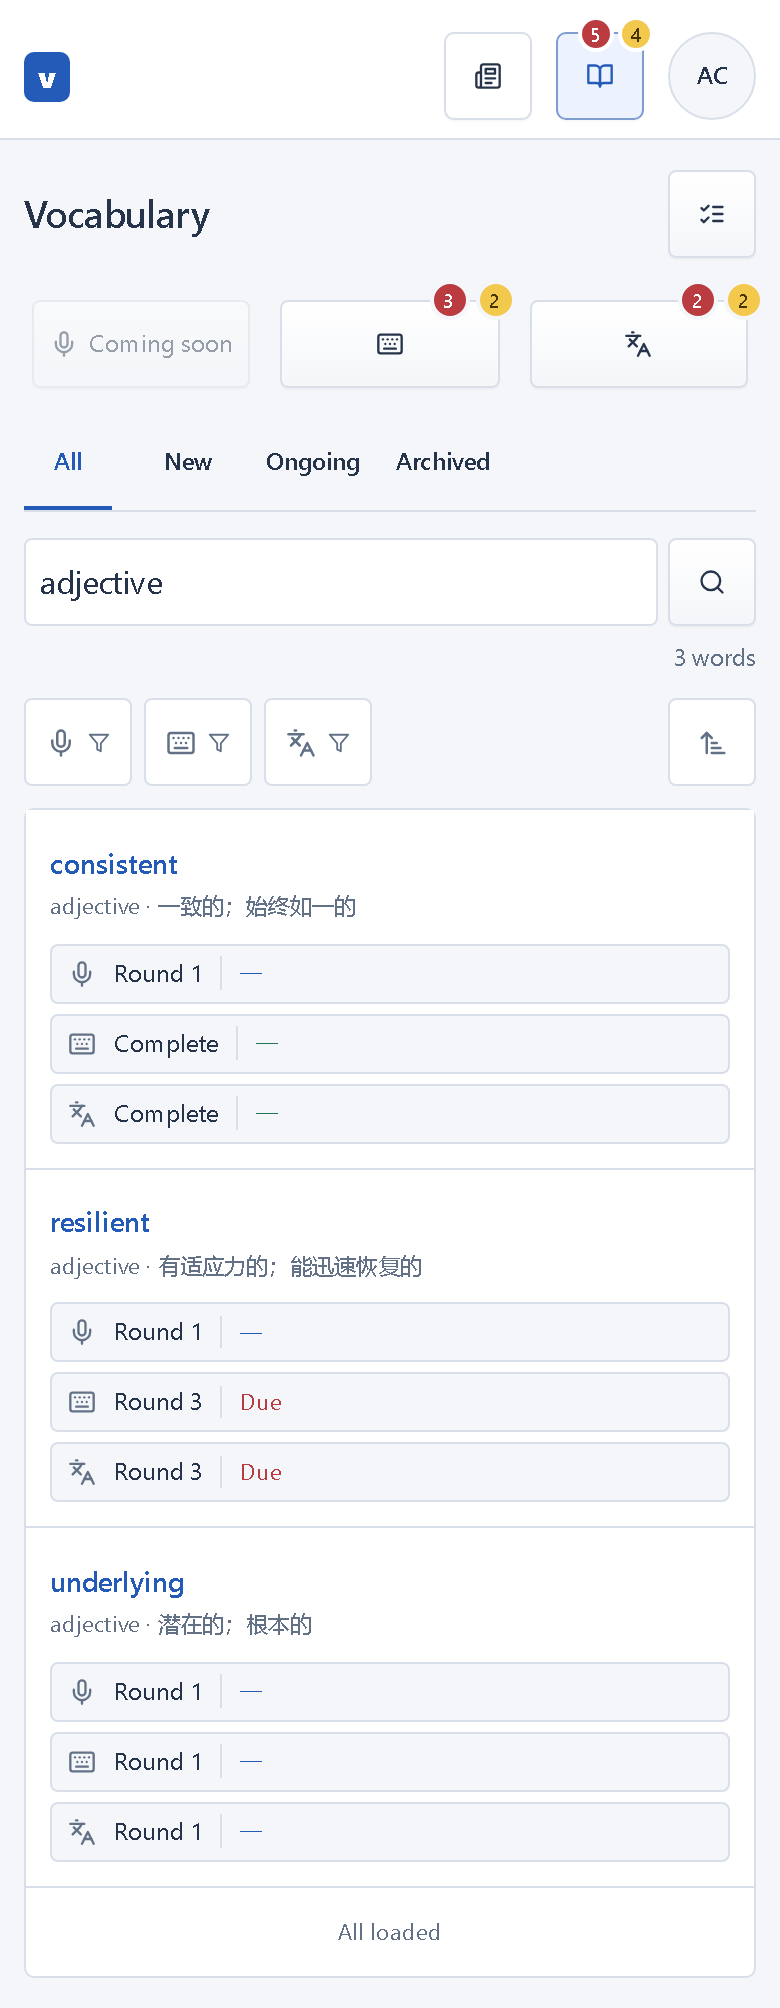 v
5 4
AC
Vocabulary
3 2 2 2
Coming soon
All New Ongoing Archived
adjective
3 words
consistent
adjective · 一致的；始终如一的
Round 1 —
Complete —
Complete —
resilient
adjective · 有适应力的；能迅速恢复的
Round 1 —
Round 3 Due
Round 3 Due
underlying
adjective · 潜在的；根本的
Round 1 —
Round 1 —
Round 1 —
All loaded